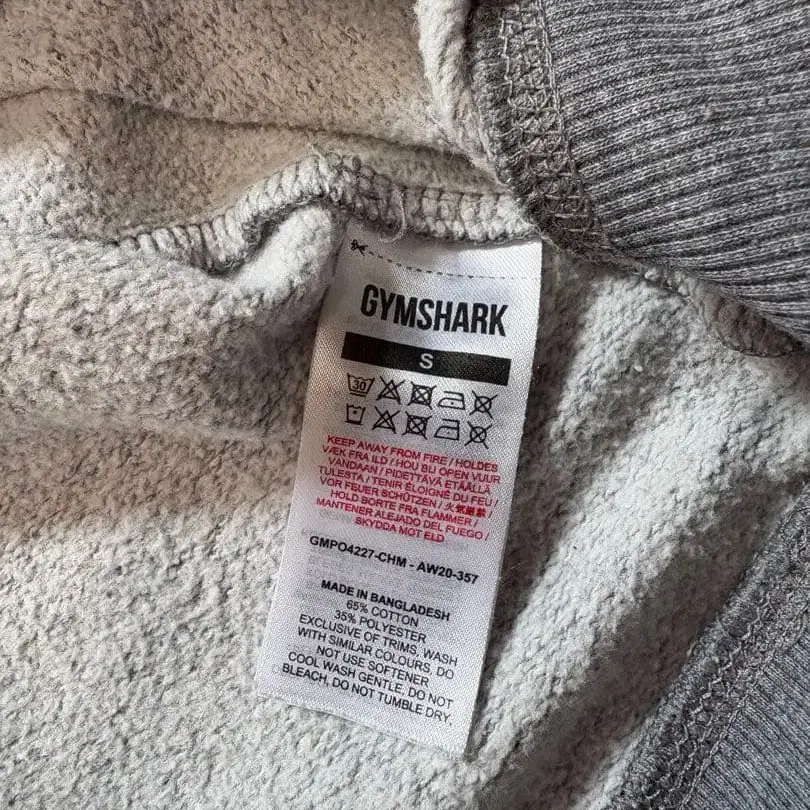 GYMSHARK
S
30
KEEP AWAY FROM FIRE / HOLDES
VÆK FRA ILD / HOU BIJ OPEN VUUR
VANDAAN / PIDETTÄVÄ ETÄÄLLÄ
TULESTA / TENIR ÉLOIGNÉ DU FEU /
VOR FEUER SCHÜTZEN / 火気厳禁 /
HOLD BORTE FRA FLAMMER /
MANTENER ALEJADO DEL FUEGO /
SKYDDA MOT ELD
GMPO4227-CHM - AW20-357
MADE IN BANGLADESH
65% COTTON
35% POLYESTER
EXCLUSIVE OF TRIMS, WASH
WITH SIMILAR COLOURS, DO
NOT USE SOFTENER
COOL WASH GENTLE, DO NOT
BLEACH, DO NOT TUMBLE DRY,